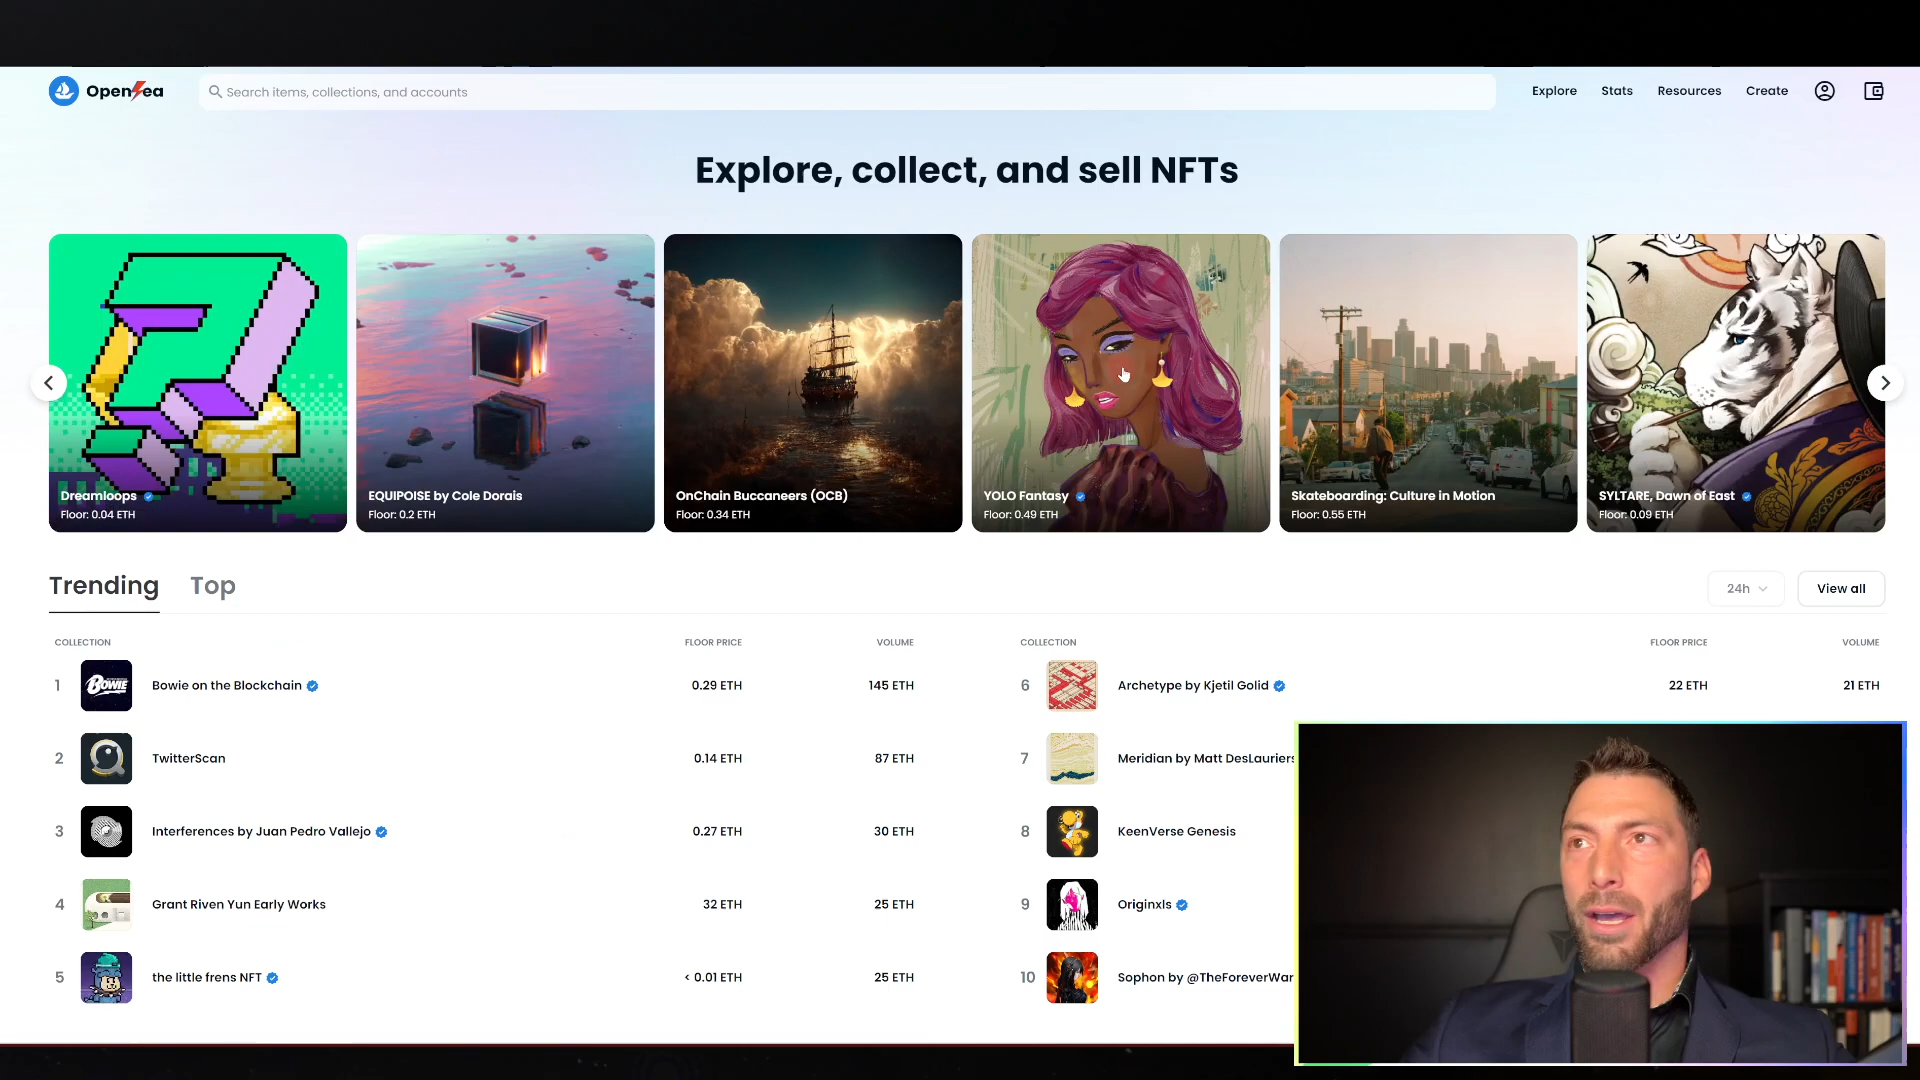 OpenSea
Search items, collections, and accounts
Explore
Stats
Resources
Create
Explore, collect, and sell NFTs
Dreamloops
Floor: 0.04 ETH
EQUIPOISE by Cole Dorais
Floor: 0.2 ETH
OnChain Buccaneers (OCB)
Floor: 0.34 ETH
YOLO Fantasy
Floor: 0.49 ETH
Skateboarding: Culture in Motion
Floor: 0.55 ETH
SYLTARE, Dawn of East
Floor: 0.09 ETH
Trending
Top
24h
View all
COLLECTION FLOOR PRICE VOLUME
1 BOWIE Bowie on the Blockchain 0.29 ETH 145 ETH
2 TwitterScan 0.14 ETH 87 ETH
3 Interferences by Juan Pedro Vallejo 0.27 ETH 30 ETH
4 Grant Riven Yun Early Works 32 ETH 25 ETH
5 the little frens NFT < 0.01 ETH 25 ETH
COLLECTION FLOOR PRICE VOLUME
6 Archetype by Kjetil Golid 22 ETH 21 ETH
7 Meridian by Matt DesLauriers
8 KeenVerse Genesis
9 Originxls
10 Sophon by @TheForeverWar